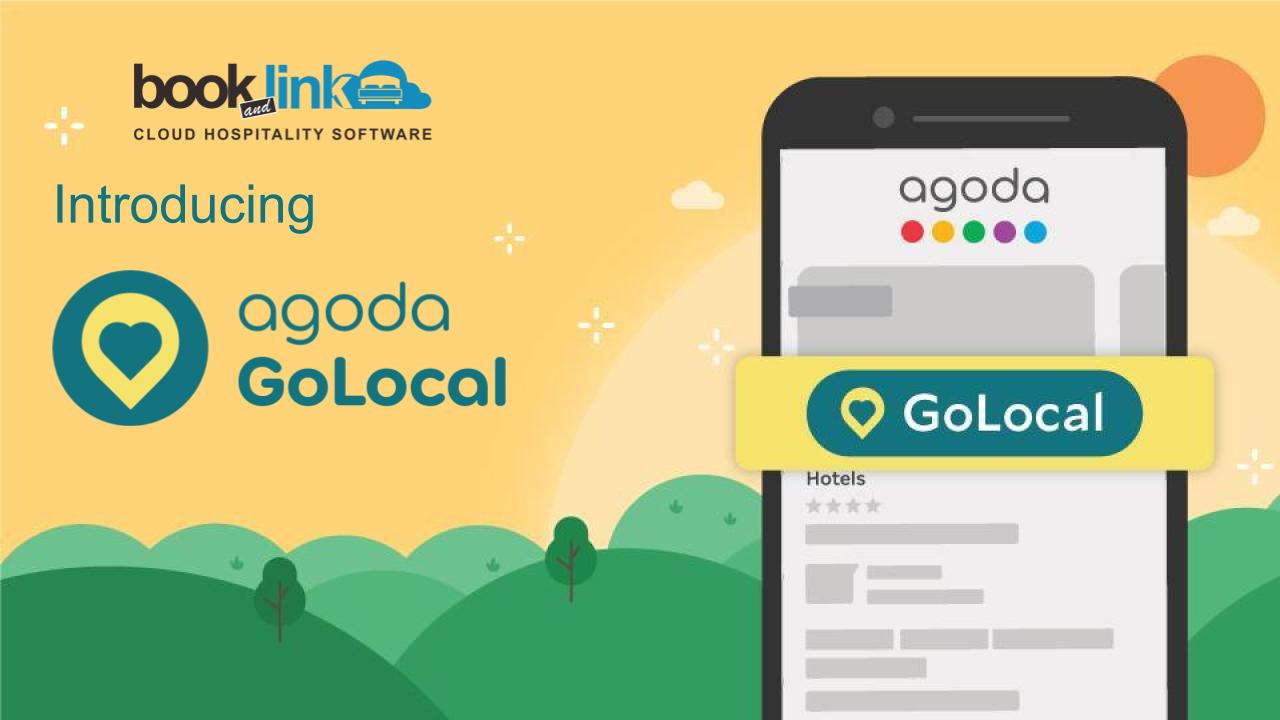 book and link
CLOUD HOSPITALITY SOFTWARE
Introducing
agoda
GoLocal
agoda
GoLocal
Hotels